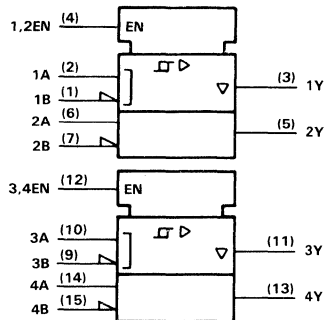 1,2EN (4) EN
1A (2) (3) 1Y
1B (1)
2A (6) (5) 2Y
2B (7)
3,4EN (12) EN
3A (10) (11) 3Y
3B (9)
4A (14) (13) 4Y
4B (15)